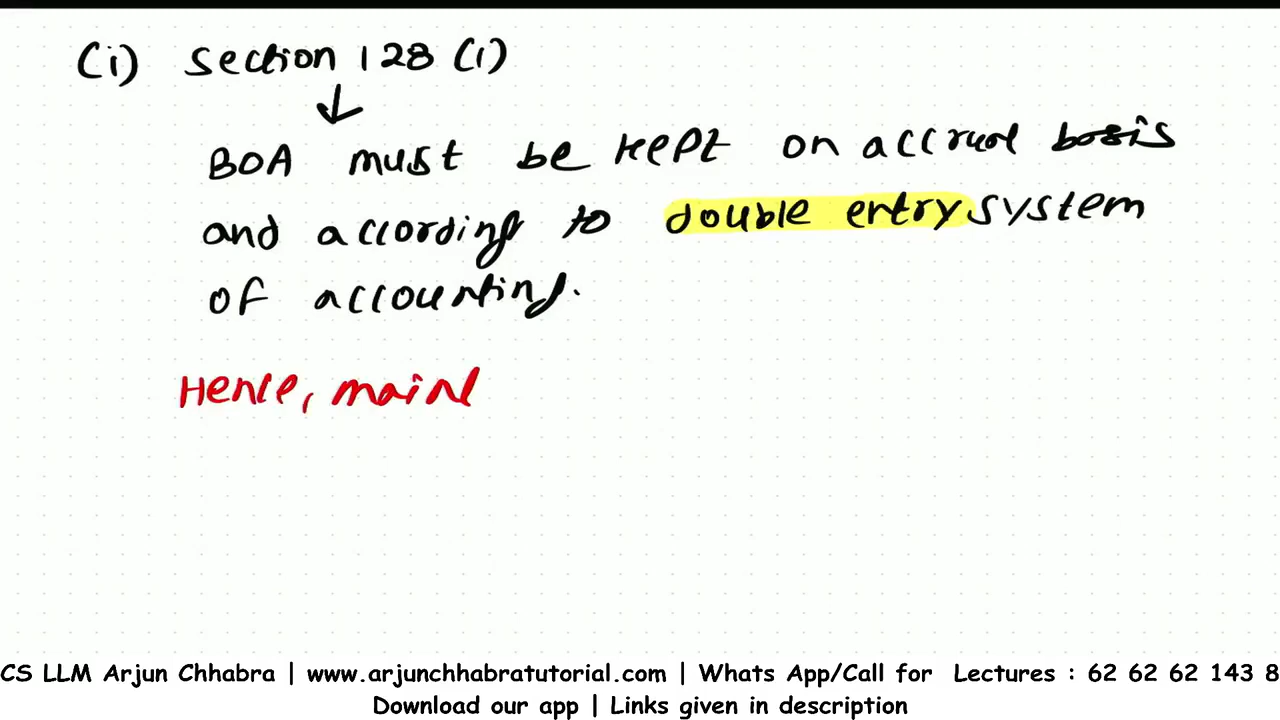 (i) Section 128 (1)
BOA must be kept on accrual basis
and according to double entry system
of accounting.
Hence,
CS LLM Arjun Chhabra | www.arjunchhabratutorial.com | Whats App/Call for Lectures : 62 62 62 143 8
Download our app | Links given in description